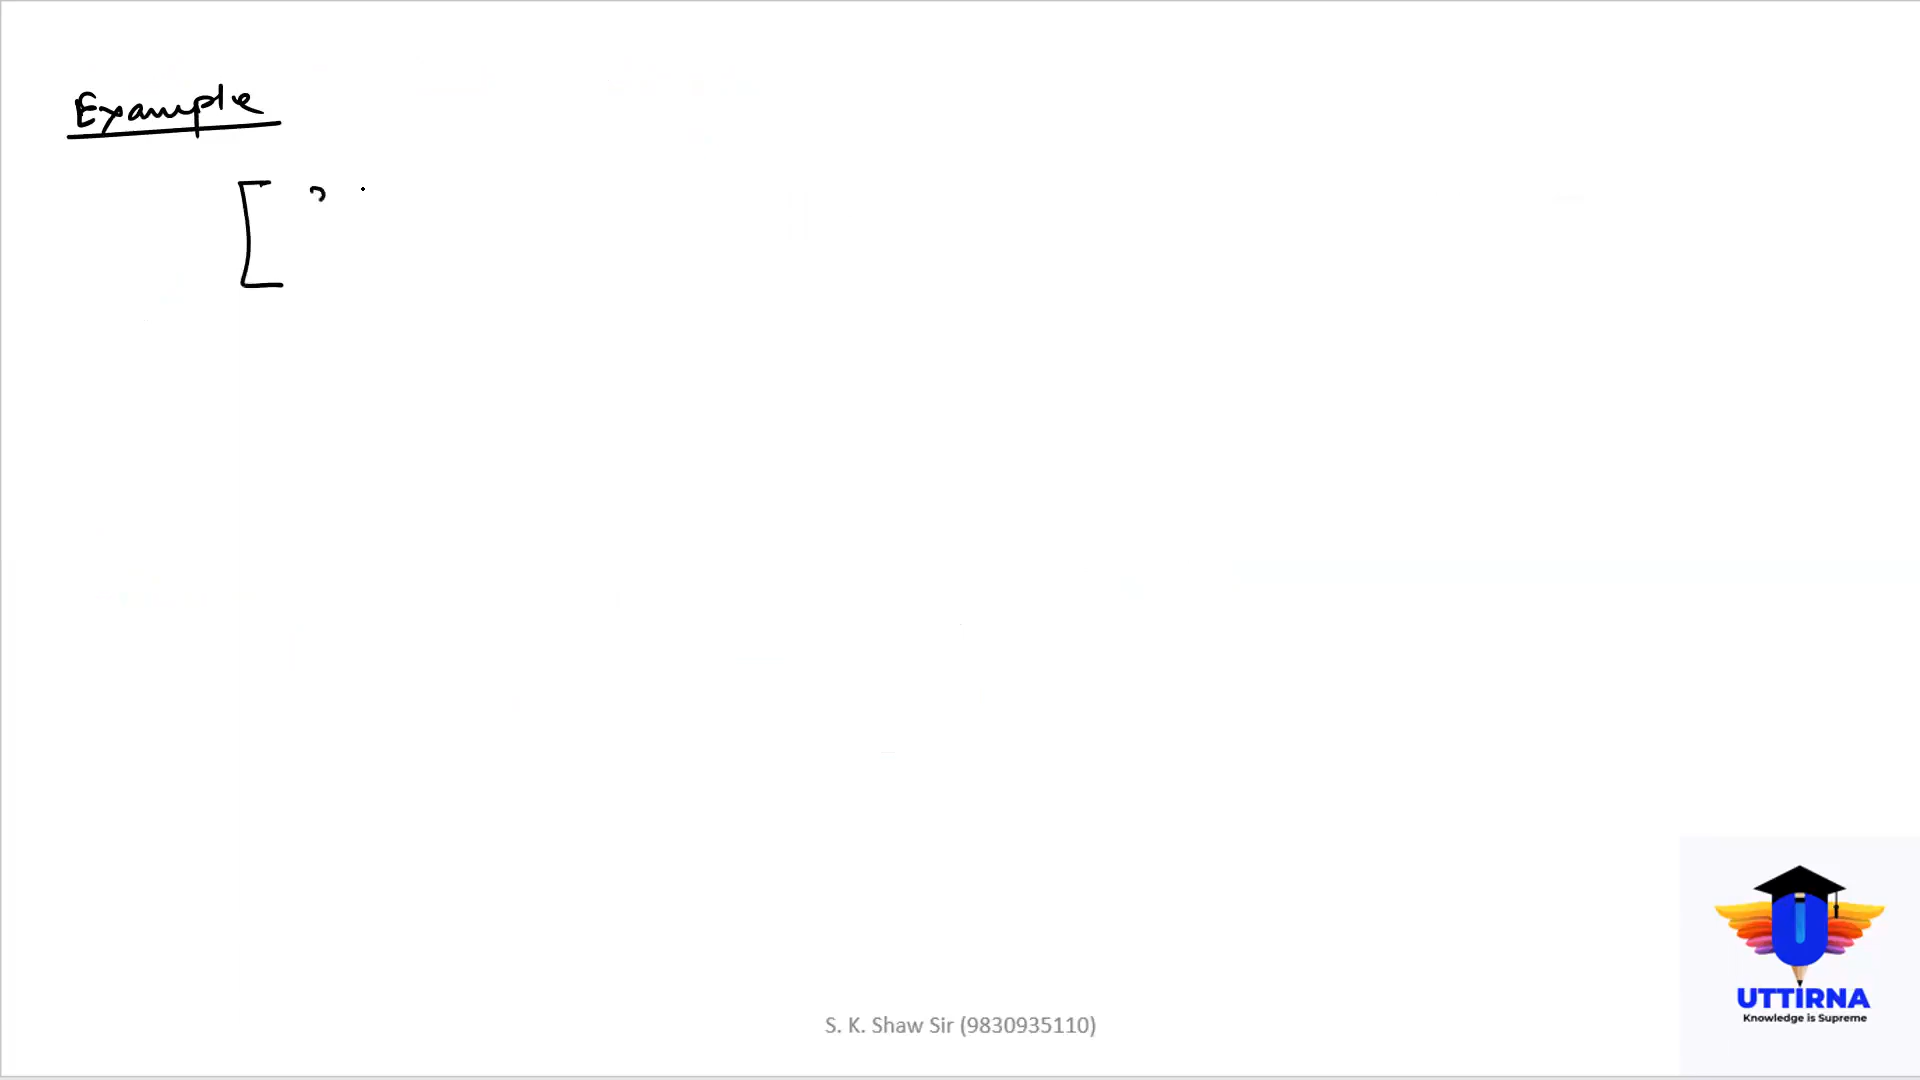 Example
[
S. K. Shaw Sir (9830935110)
UTTIRNA
Knowledge is Supreme